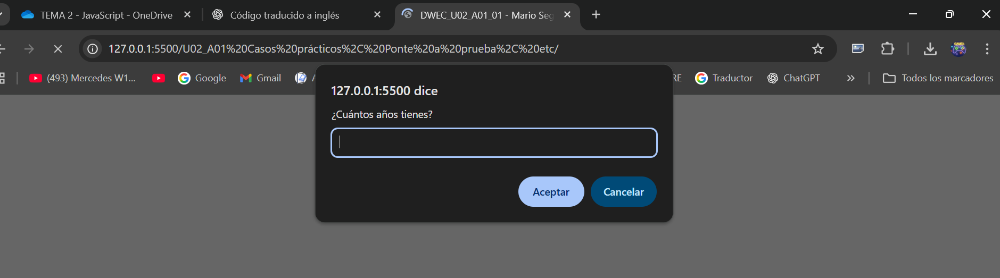 TEMA 2 - JavaScript - OneDrive
Código traducido a inglés
DWEC_U02_A01_01 - Mario Seg
127.0.0.1:5500/U02_A01%20Casos%20prácticos%2C%20Ponte%20a%20prueba%2C%20etc/
(493) Mercedes W1...
Google
Gmail
RE
Traductor
ChatGPT
Todos los marcadores
127.0.0.1:5500 dice
¿Cuántos años tienes?
Aceptar
Cancelar